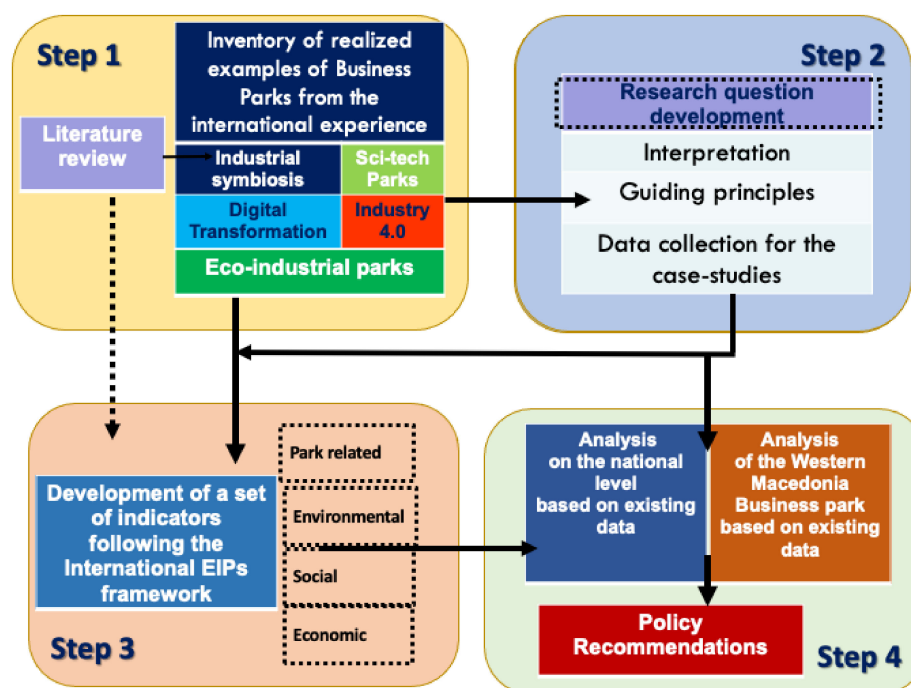 Step 1
Inventory of realized
examples of Business
Parks from the
international experience
Literature
review
Industrial
symbiosis
Sci-tech
Parks
Digital
Transformation
Industry
4.0
Eco-industrial parks
Step 2
Research question
development
Interpretation
Guiding principles
Data collection for the
case-studies
Development of a set
of indicators
following the
International EIPs
framework
Park related
Environmental
Social
Economic
Step 3
Analysis
on the national
level
based on existing
data
Analysis
of the Western
Macedonia
Business park
based on existing
data
Policy
Recommendations
Step 4